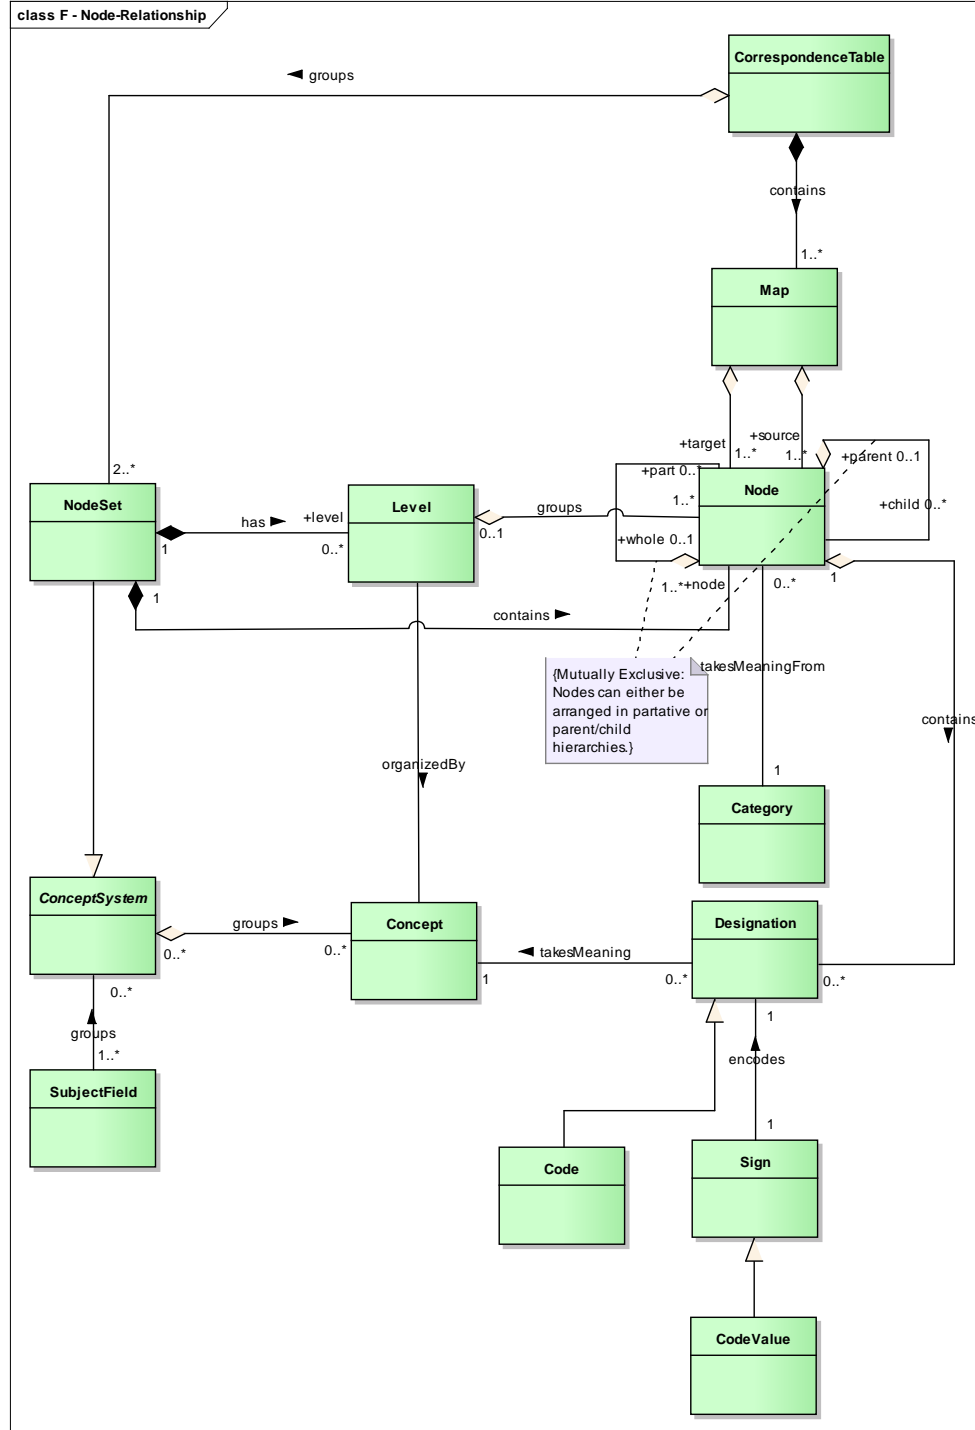 class F - Node-Relationship
CorrespondenceTable
groups
contains
1..*
Map
+target
+source
1..*
1..*
+part 0..*
+parent 0..1
2..*
NodeSet
Level
Node
1..*
+child 0..*
has
+level
groups
1
0..*
0..1
+whole 0..1
1..*
+node
0..*
1
1
contains
takesMeaningFrom
{Mutually Exclusive:
Nodes can either be
arranged in partative or
parent/child
hierarchies.}
contains
organizedBy
1
Category
ConceptSystem
Concept
Designation
groups
0..*
0..*
takesMeaning
1
0..*
0..*
0..*
groups
1..*
1
encodes
SubjectField
1
Code
Sign
CodeValue